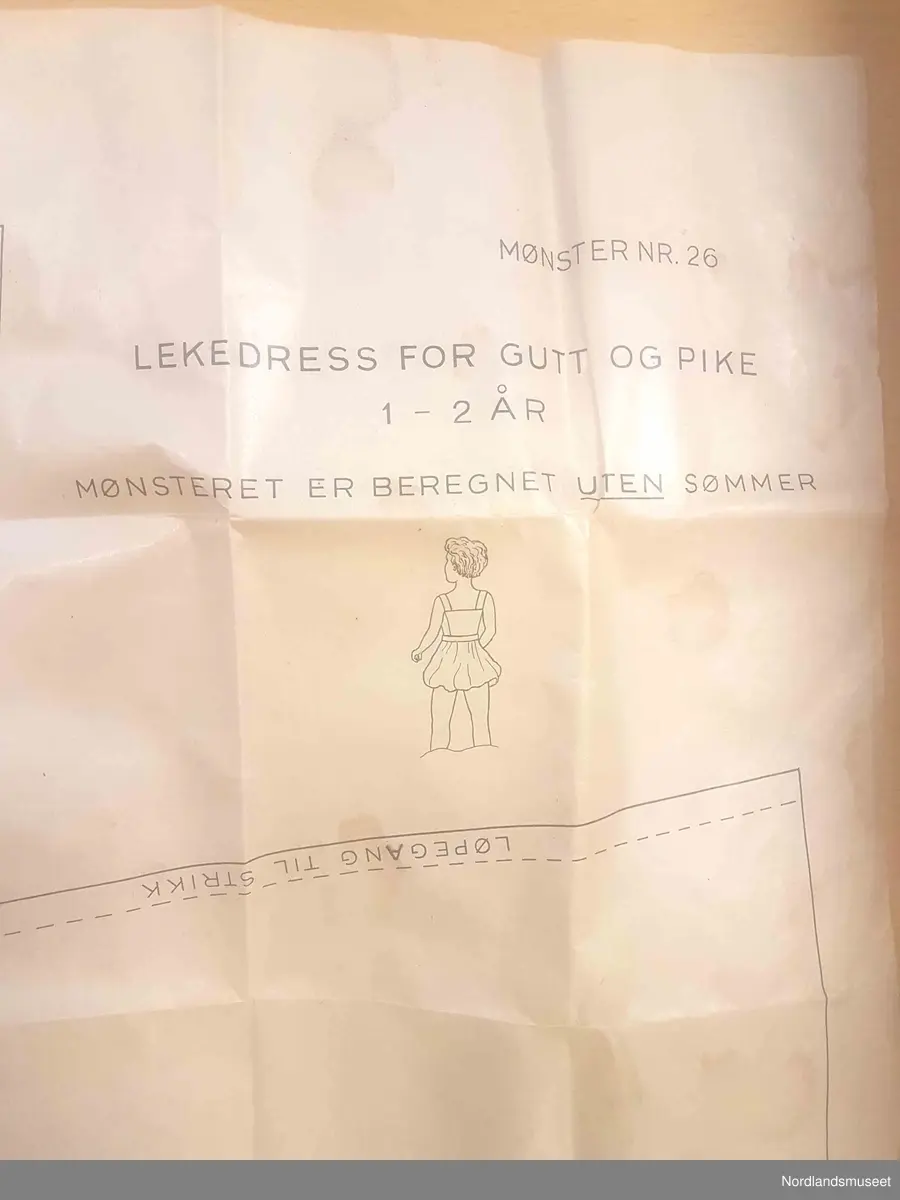 MØNSTER NR. 26
LEKEDRESS FOR GUTT OG PIKE
1 - 2 ÅR
MØNSTERET ER BEREGNET UTEN SØMMER
LØPEGANG TIL STRIKK
Nordlandsmuseet